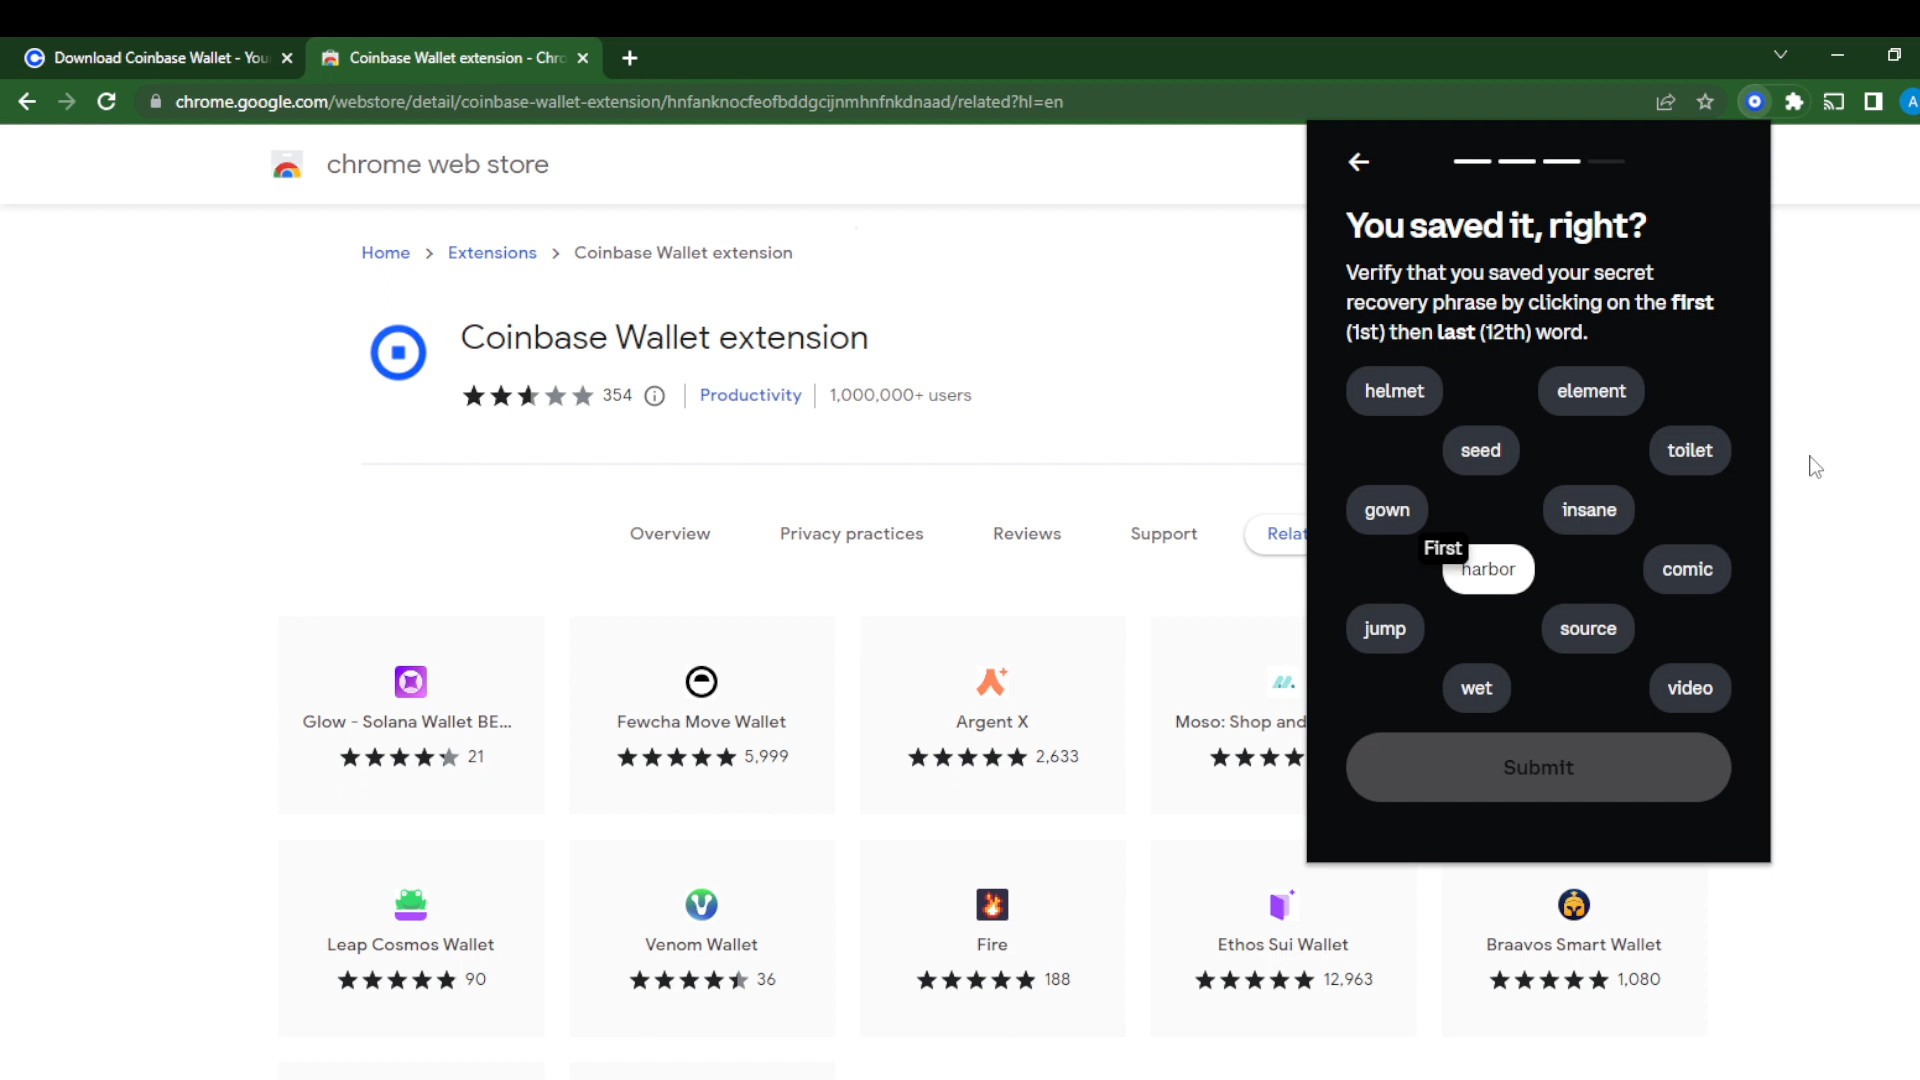 Download Coinbase Wallet - You
Coinbase Wallet extension - Chro
chrome.google.com/webstore/detail/coinbase-wallet-extension/hnfanknocfeofbddgcijnmhnfnkdnaad/related?hl=en
A
chrome web store
Home > Extensions > Coinbase Wallet extension
Coinbase Wallet extension
354
Productivity
1,000,000+ users
Overview
Privacy practices
Reviews
Support
Relat
Glow - Solana Wallet BE...
21
Fewcha Move Wallet
5,999
Argent X
2,633
Moso: Shop and
Leap Cosmos Wallet
90
Venom Wallet
36
Fire
188
Ethos Sui Wallet
12,963
Braavos Smart Wallet
1,080
You saved it, right?
Verify that you saved your secret
recovery phrase by clicking on the first
(1st) then last (12th) word.
helmet
element
seed
toilet
gown
insane
First
harbor
comic
jump
source
wet
video
Submit